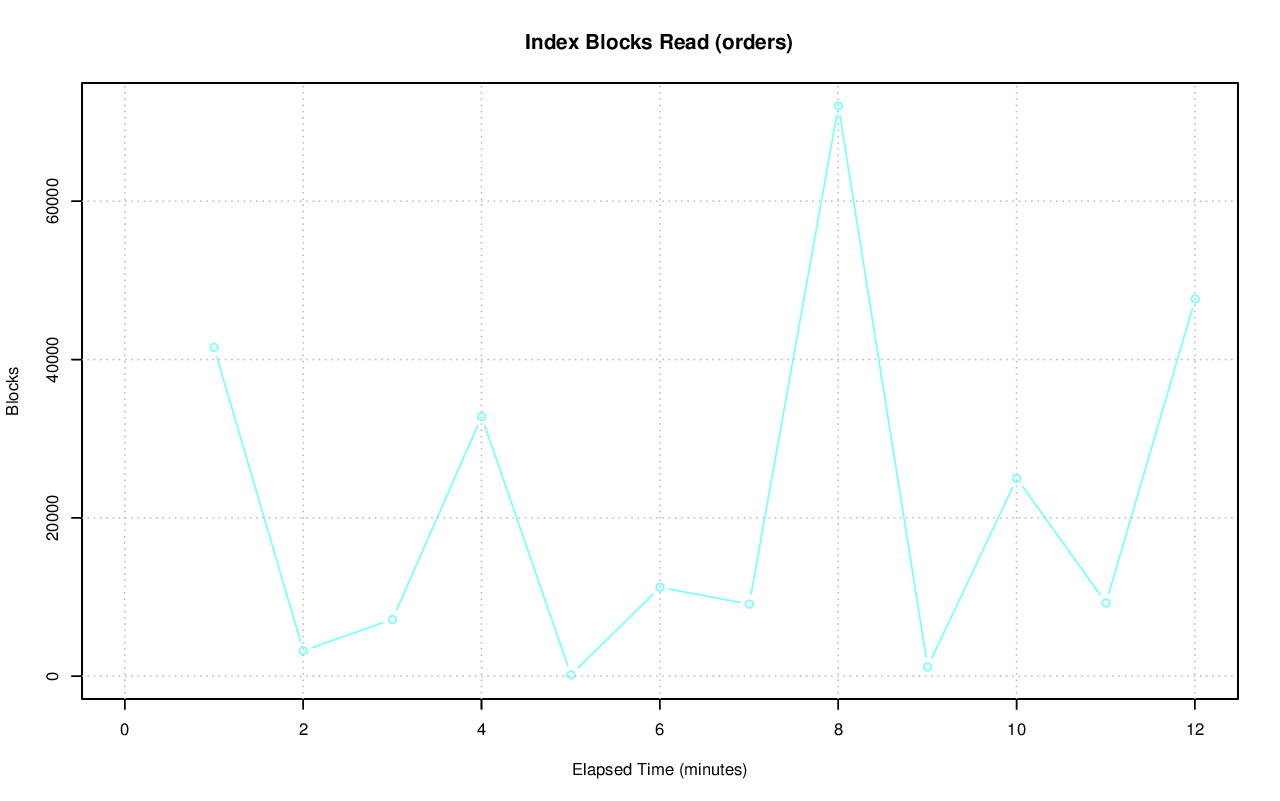 Index Blocks Read (orders)
Blocks
60000
40000
20000
0
0 2 4 6 8 10 12
Elapsed Time (minutes)